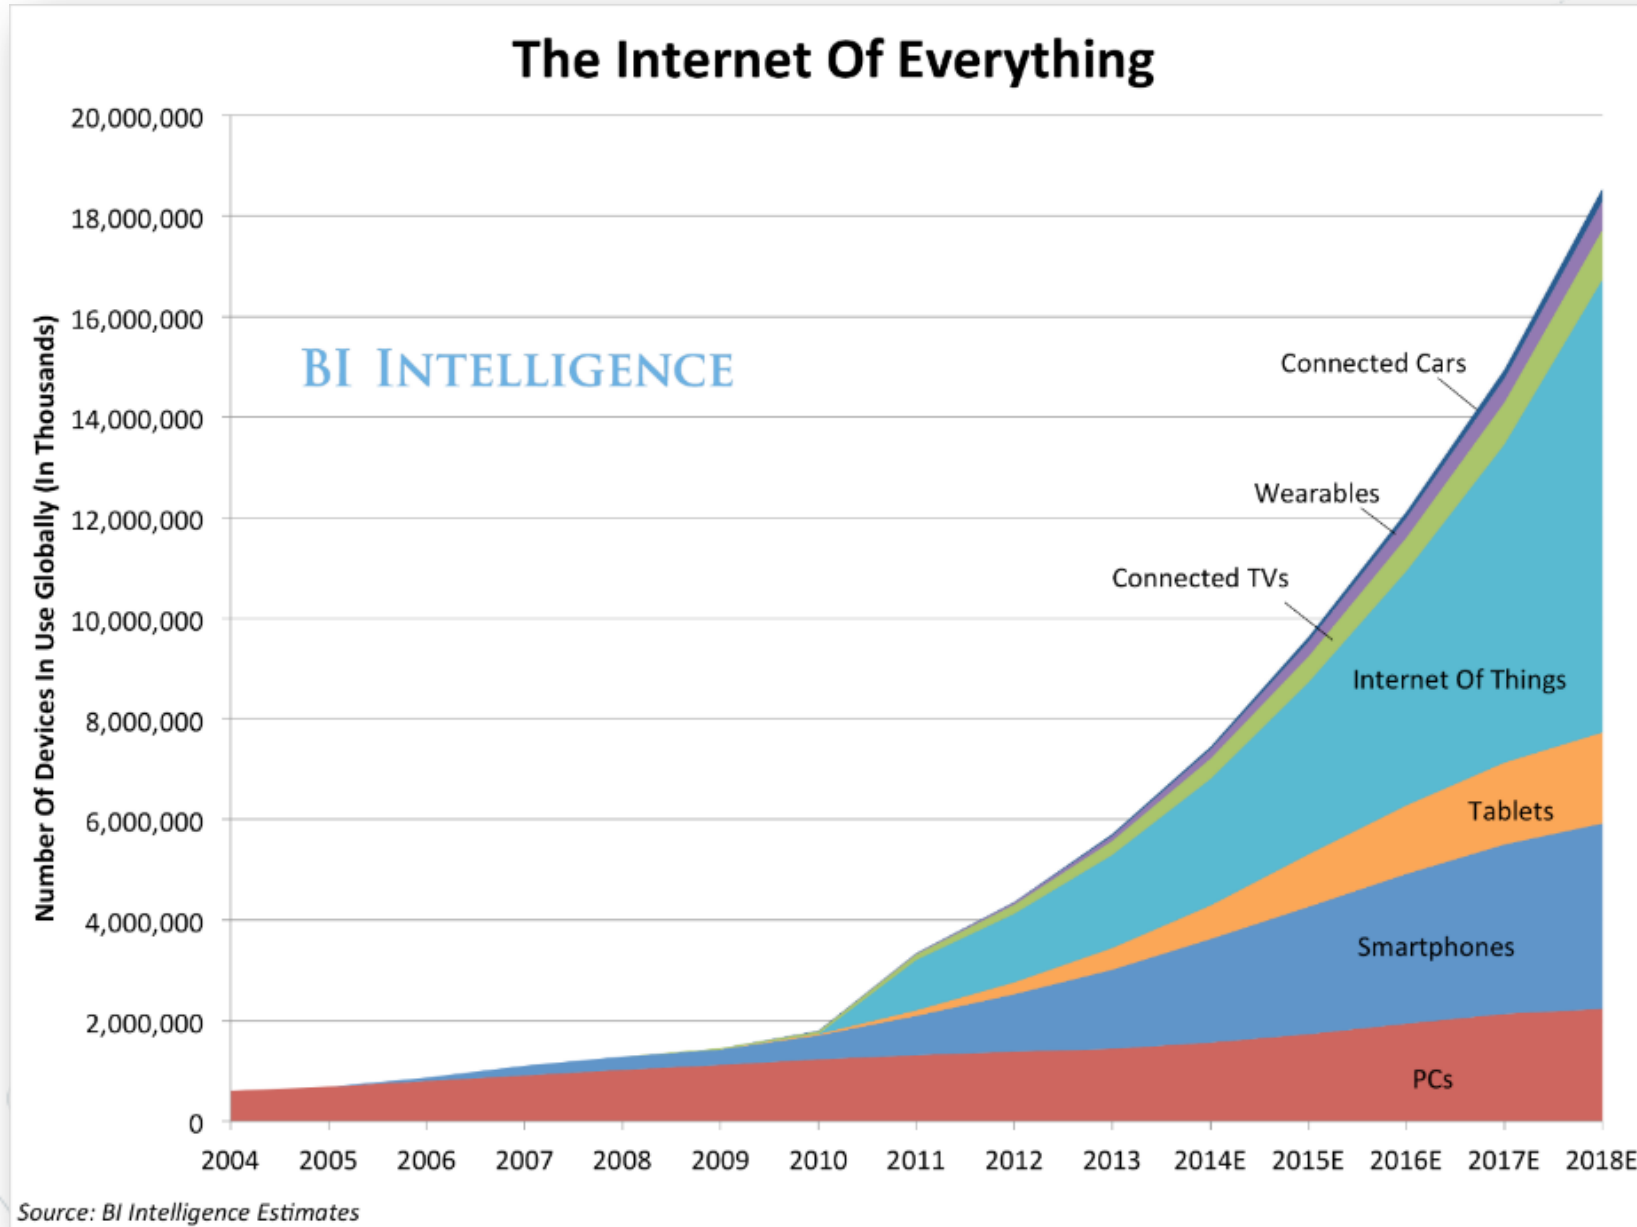 The Internet Of Everything
Number Of Devices In Use Globally (In Thousands)
20,000,000
18,000,000
16,000,000
14,000,000
12,000,000
10,000,000
8,000,000
6,000,000
4,000,000
2,000,000
0
BI INTELLIGENCE
Connected Cars
Wearables
Connected TVs
Internet Of Things
Tablets
Smartphones
PCs
2004 2005 2006 2007 2008 2009 2010 2011 2012 2013 2014E 2015E 2016E 2017E 2018E
Source: BI Intelligence Estimates